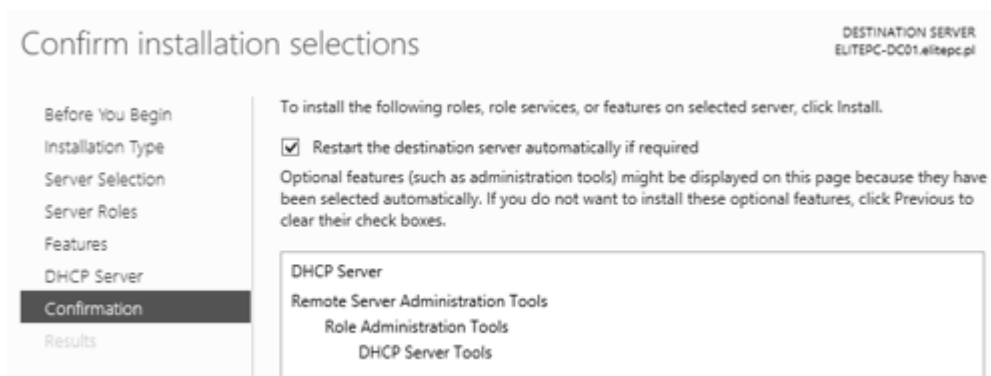 Confirm installation selections
DESTINATION SERVER
ELITEPC-DC01.elitepc.pl
Before You Begin
Installation Type
Server Selection
Server Roles
Features
DHCP Server
Confirmation
Results
To install the following roles, role services, or features on selected server, click Install.
Restart the destination server automatically if required
Optional features (such as administration tools) might be displayed on this page because they have
been selected automatically. If you do not want to install these optional features, click Previous to
clear their check boxes.
DHCP Server
Remote Server Administration Tools
Role Administration Tools
DHCP Server Tools